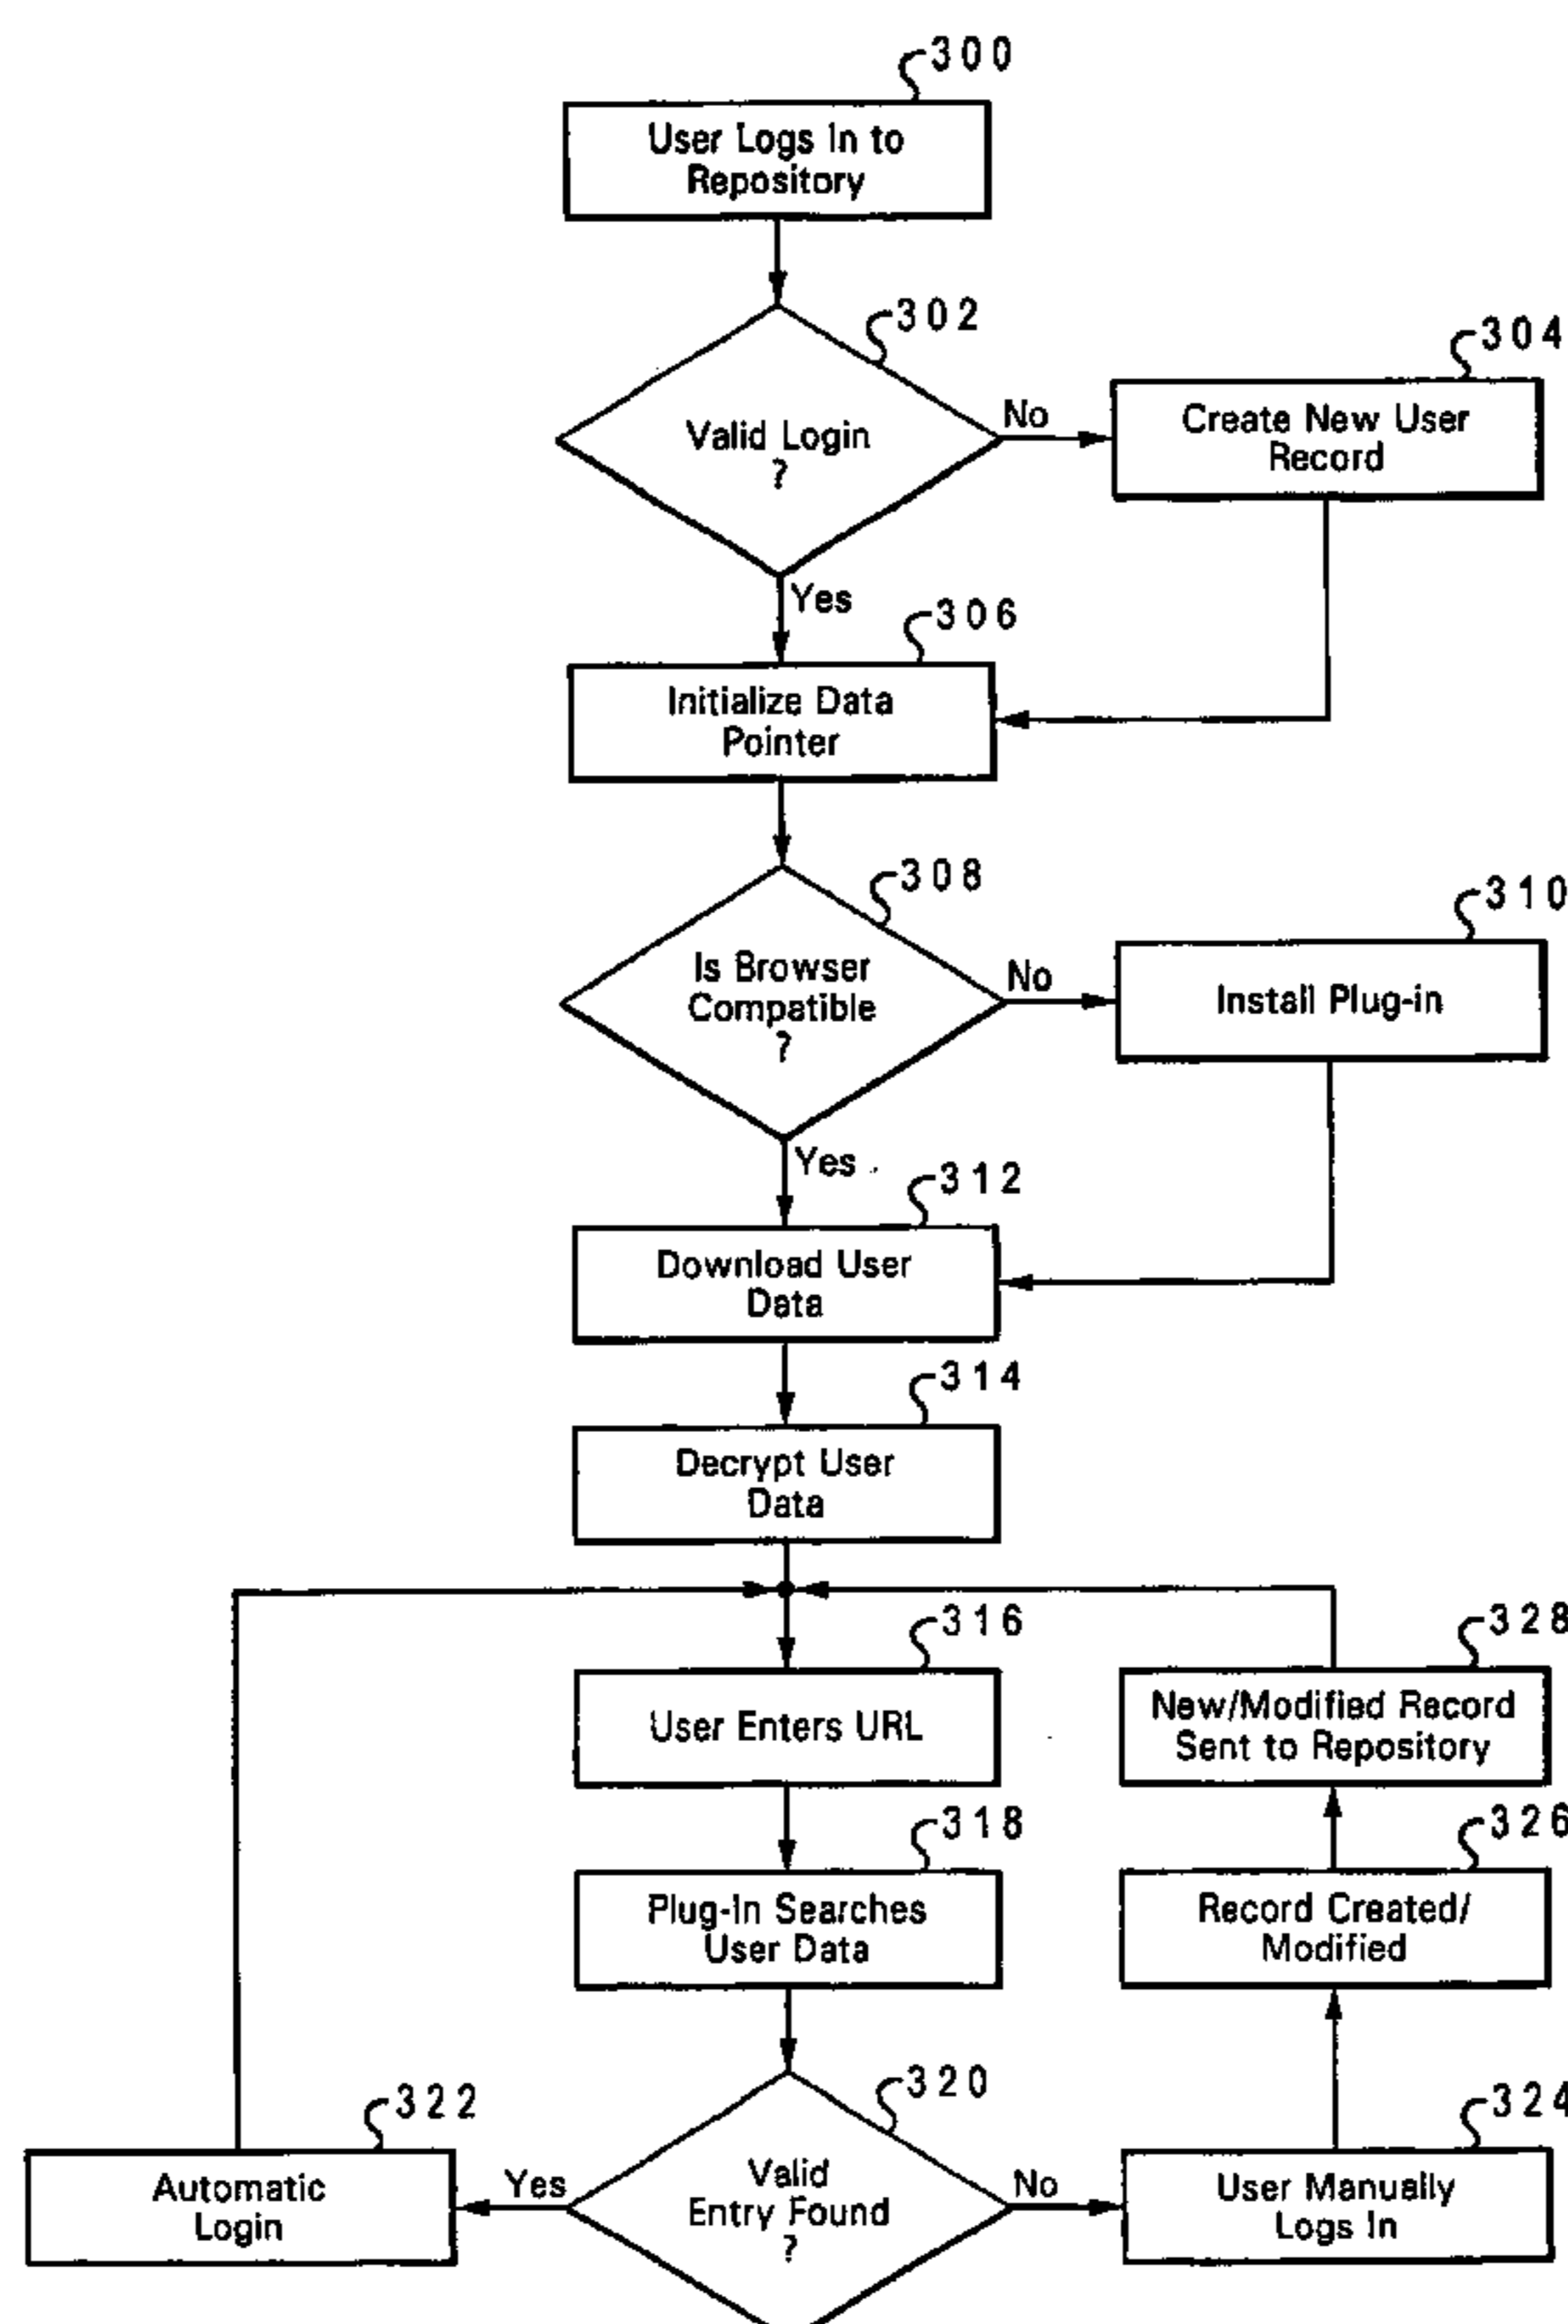 300
User Logs In to
Repository
302
Valid Login
?
No
304
Create New User
Record
Yes
306
Initialize Data
Pointer
308
Is Browser
Compatible
?
No
310
Install Plug-in
Yes
312
Download User
Data
314
Decrypt User
Data
316
User Enters URL
328
New/Modified Record
Sent to Repository
318
Plug-In Searches
User Data
326
Record Created/
Modified
320
Valid
Entry Found
?
Yes
322
Automatic
Login
No
324
User Manually
Logs In